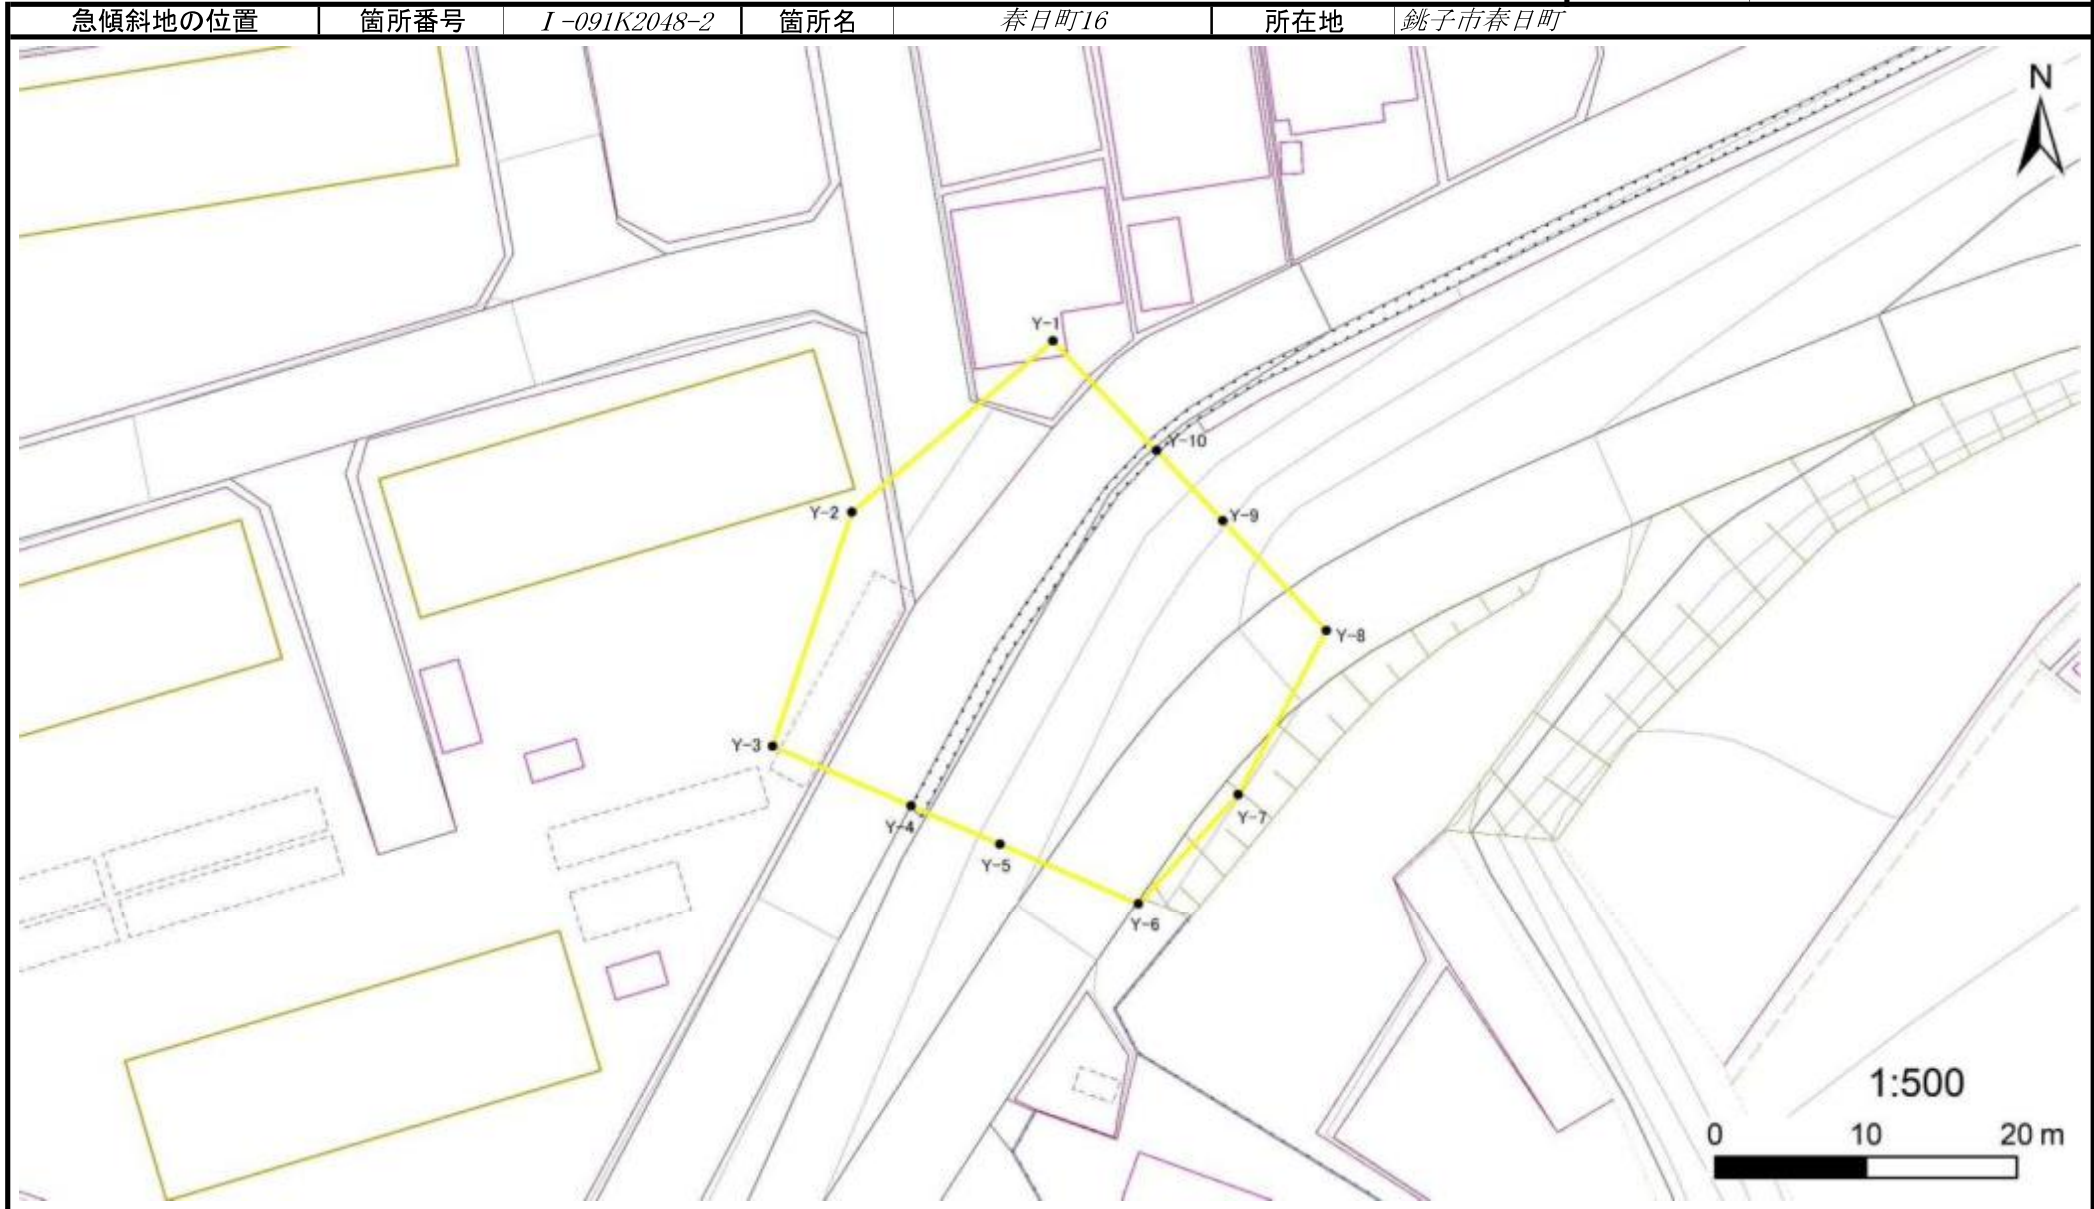 急傾斜地の位置 箇所番号 I-091K2048-2 箇所名 春日町16 所在地 銚子市春日町
N
Y-1
Y-10
Y-2
Y-9
Y-8
Y-3
Y-7
Y-4
Y-5
Y-6
1:500
0 10 20 m